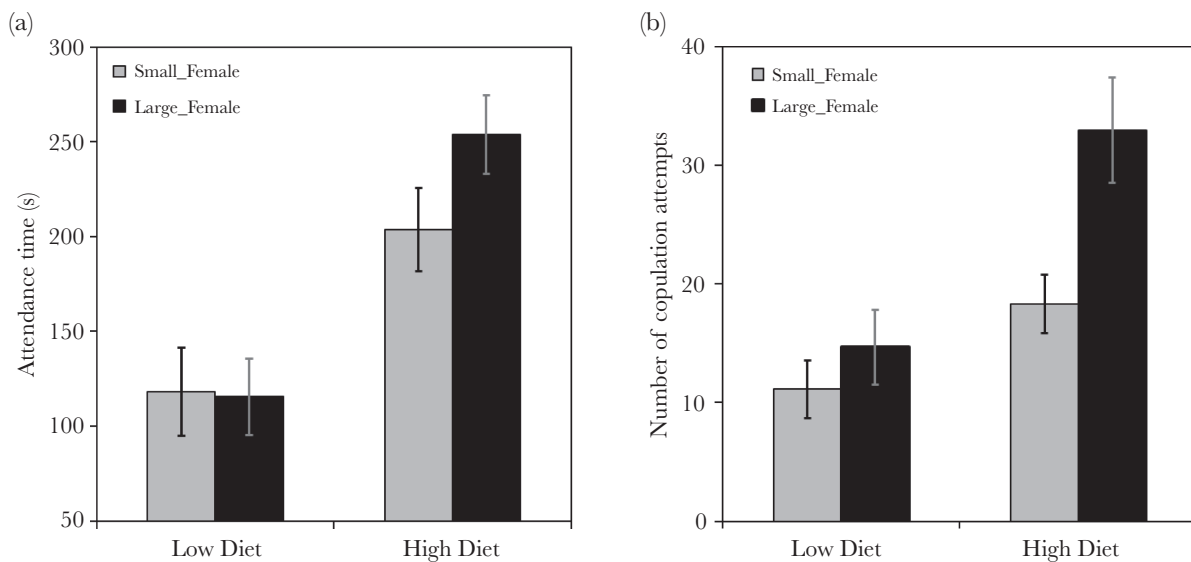 (a)
300
250
200
150
100
50
Attendance time (s)
Small_Female
Large_Female
Low Diet
High Diet
(b)
40
30
20
10
0
Number of copulation attempts
Small_Female
Large_Female
Low Diet
High Diet